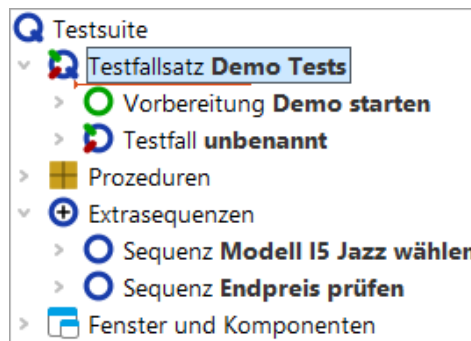 Testsuite
Testfallsatz Demo Tests
Vorbereitung Demo starten
Testfall unbenannt
Prozeduren
Extrasequenzen
Sequenz Modell I5 Jazz wählen
Sequenz Endpreis prüfen
Fenster und Komponenten